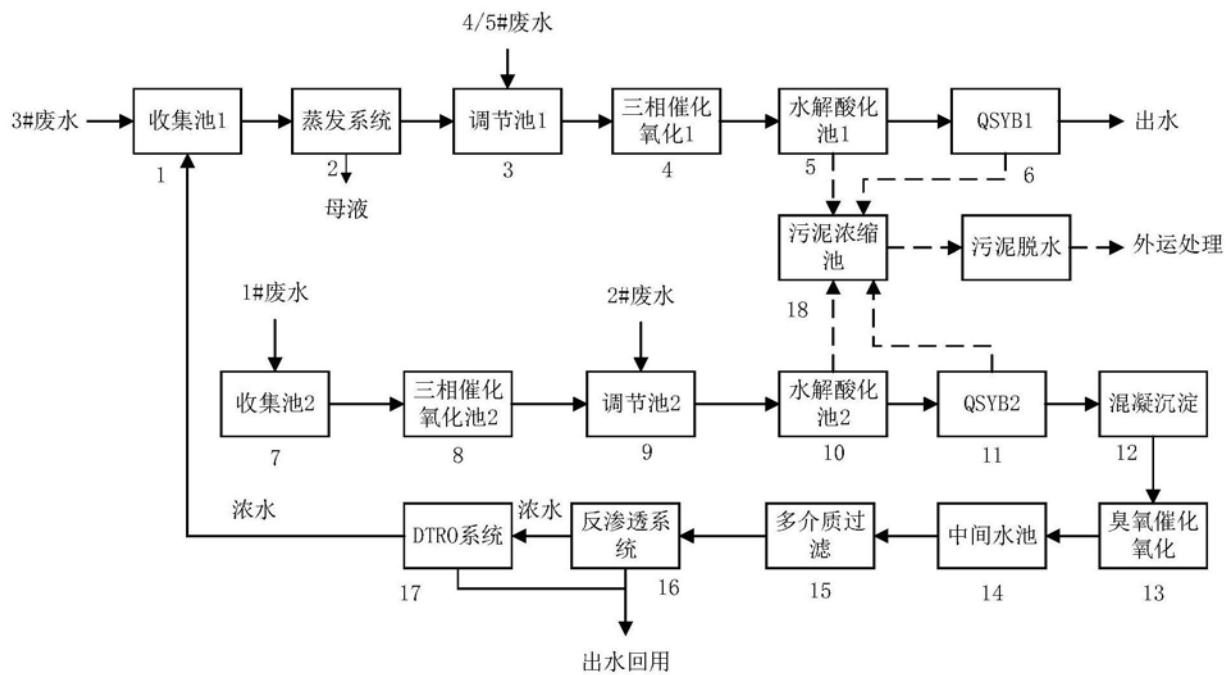 4/5#废水
3#废水
收集池1
蒸发系统
调节池1
三相催化
氧化1
水解酸化
池1
QSYB1
出水
1
2
3
4
5
6
母液
污泥浓缩
池
污泥脱水
外运处理
18
1#废水
2#废水
收集池2
三相催化
氧化池2
调节池2
水解酸化
池2
QSYB2
混凝沉淀
7
8
9
10
11
12
浓水
浓水
DTRO系统
反渗透系
统
多介质过
滤
中间水池
臭氧催化
氧化
17
16
15
14
13
出水回用